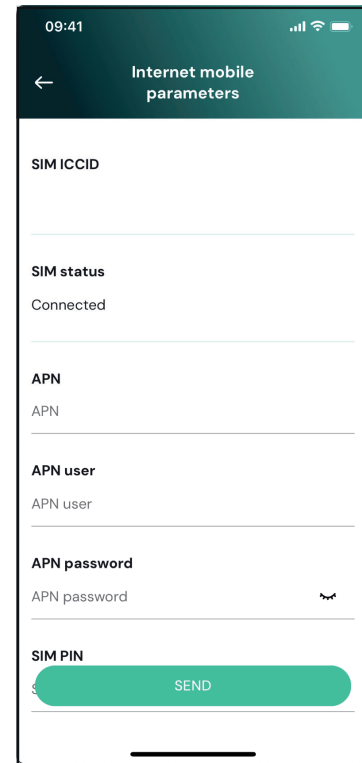 09:41
Internet mobile
parameters
SIM ICCID
SIM status
Connected
APN
APN
APN user
APN user
APN password
APN password
SIM PIN
SEND